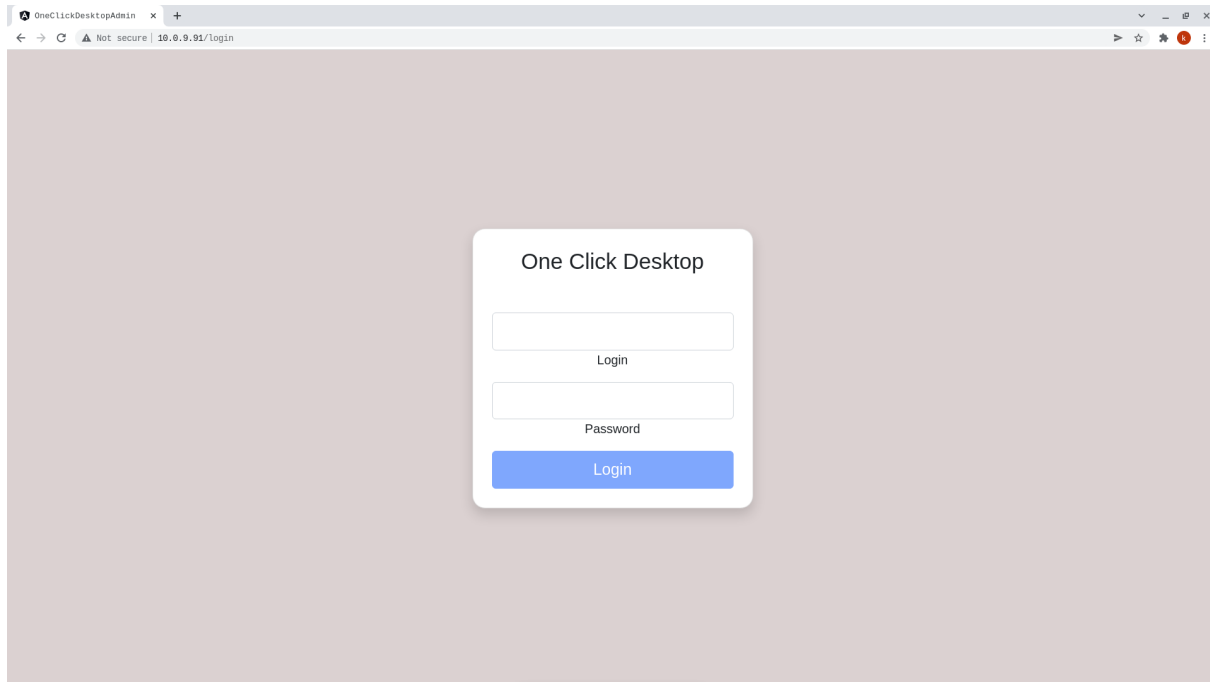 OneClickDesktopAdmin
Not secure 10.0.9.91/login
k
One Click Desktop
Login
Password
Login